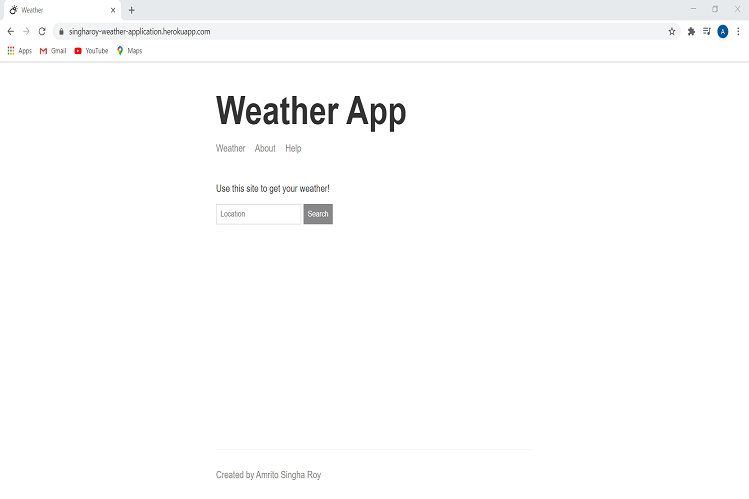 Weather
singharoy-weather-application.herokuapp.com
A
Apps Gmail YouTube Maps
Weather App
Weather About Help
Use this site to get your weather!
Location Search
Created by Amrito Singha Roy